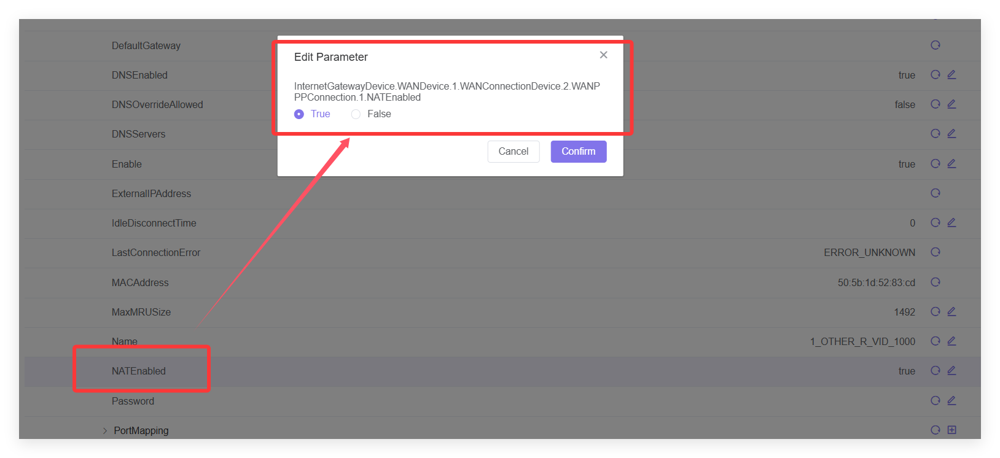 DefaultGateway
Edit Parameter
InternetGatewayDevice.WANDevice.1.WANConnectionDevice.2.WANP
PPConnection.1.NATEnabled
True False
Cancel Confirm
DNSEnabled true
DNSOverrideAllowed false
DNSServers
Enable true
ExternalIPAddress
IdleDisconnectTime 0
LastConnectionError ERROR_UNKNOWN
MACAddress 50:5b:1d:52:83:cd
MaxMRUSize 1492
Name 1_OTHER_R_VID_1000
NATEnabled true
Password
PortMapping